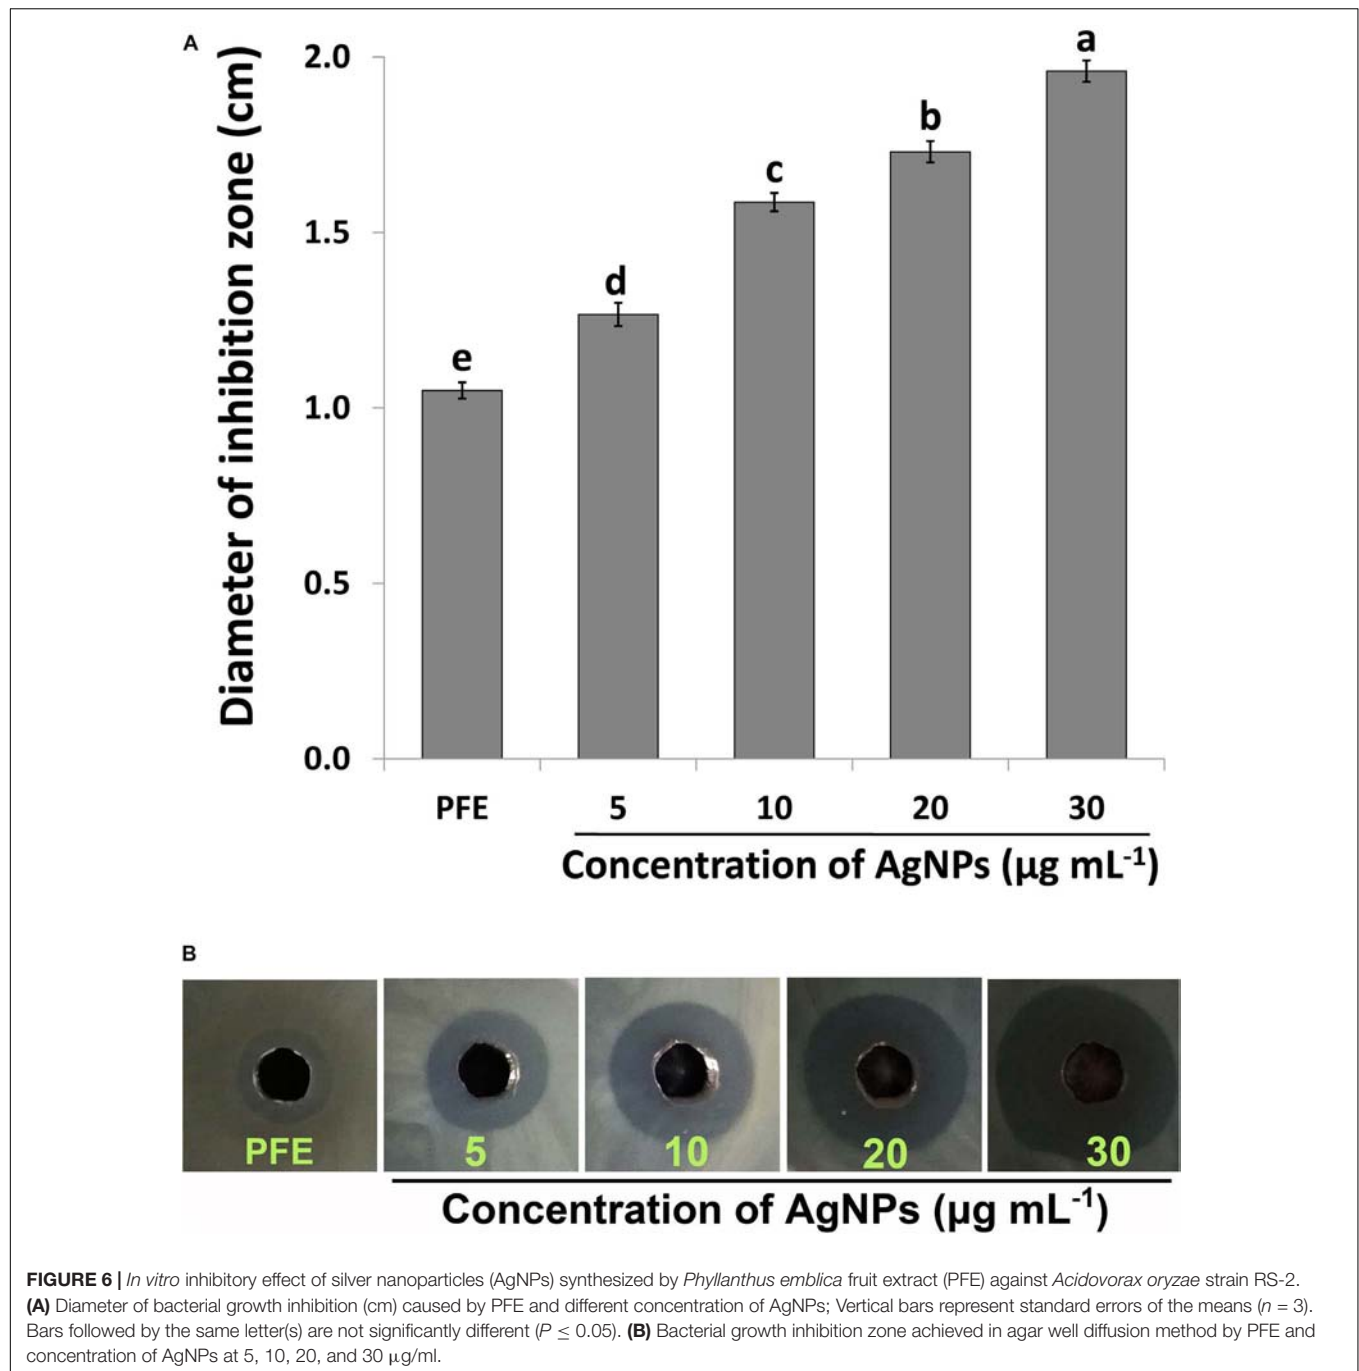 A
Diameter of inhibition zone (cm)
2.0
1.5
1.0
0.5
0.0
e
d
c
b
a
PFE 5 10 20 30
Concentration of AgNPs (µg mL-1)
B
PFE 5 10 20 30
Concentration of AgNPs (µg mL-1)
FIGURE 6 | In vitro inhibitory effect of silver nanoparticles (AgNPs) synthesized by Phyllanthus emblica fruit extract (PFE) against Acidovorax oryzae strain RS-2.
(A) Diameter of bacterial growth inhibition (cm) caused by PFE and different concentration of AgNPs; Vertical bars represent standard errors of the means (n = 3).
Bars followed by the same letter(s) are not significantly different (P ≤ 0.05). (B) Bacterial growth inhibition zone achieved in agar well diffusion method by PFE and
concentration of AgNPs at 5, 10, 20, and 30 µg/ml.